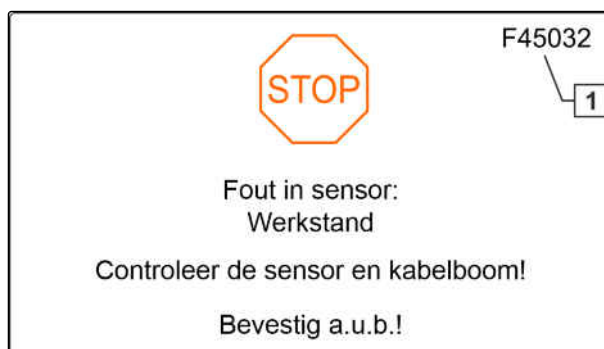 F45032
STOP
1
Fout in sensor:
Werkstand
Controleer de sensor en kabelboom!
Bevestig a.u.b.!